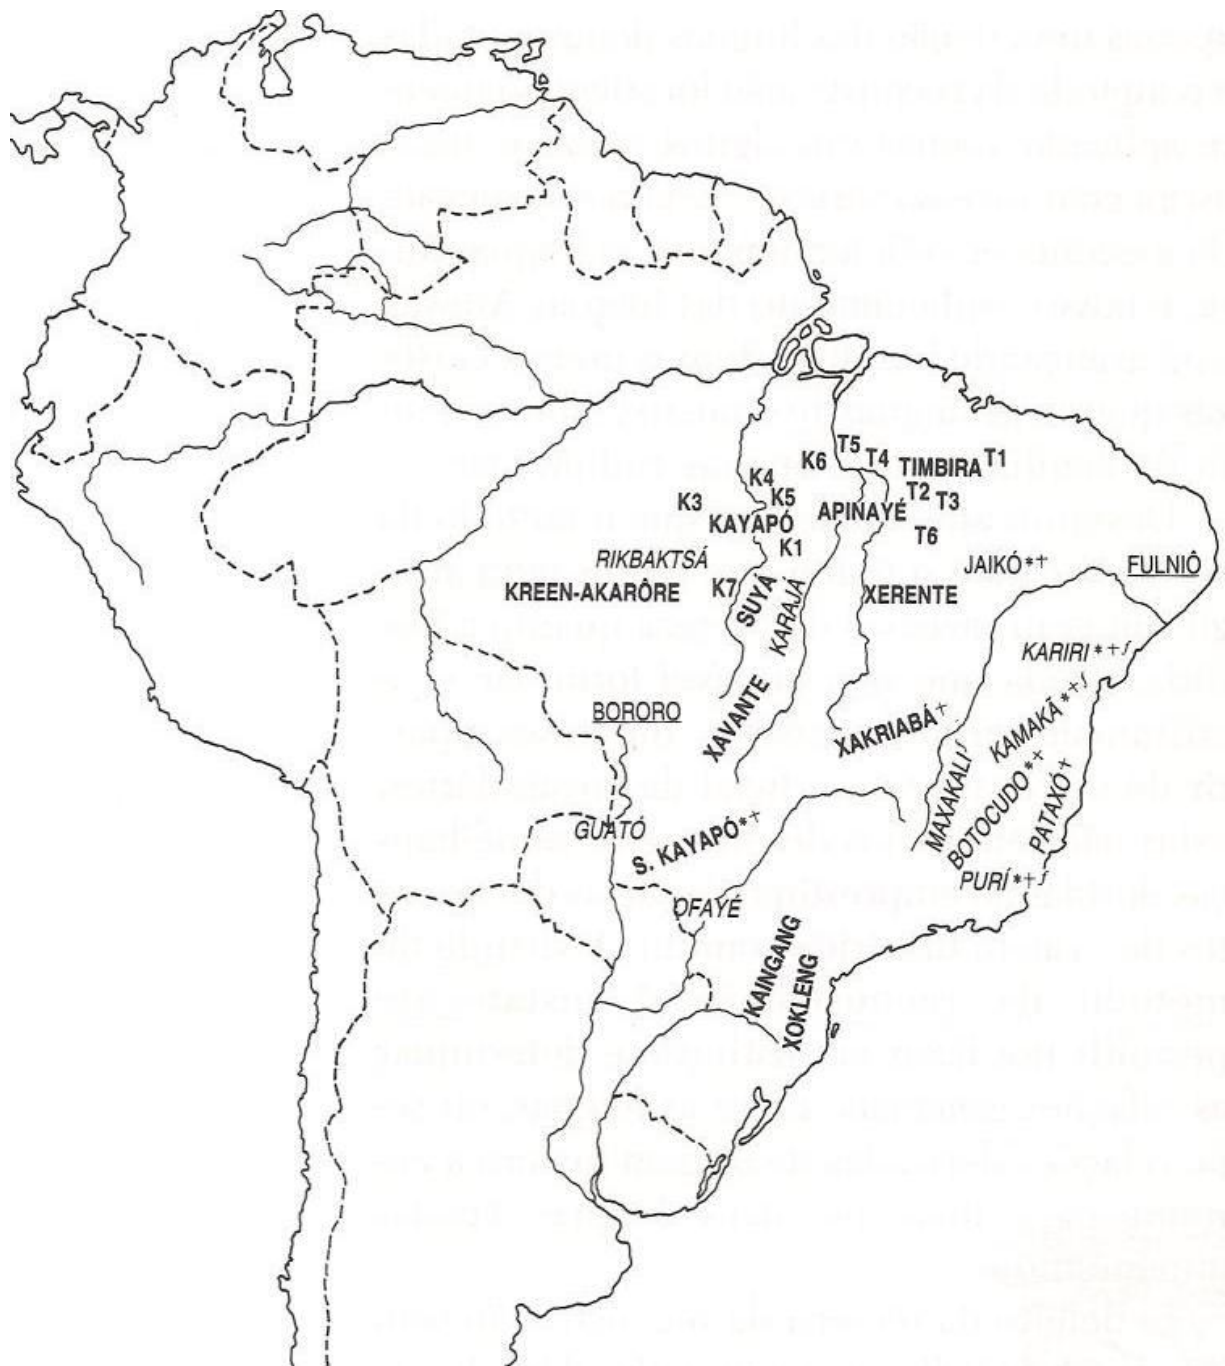 T5
T4
TIMBIRA
T1
K6
K4
T2
T3
K3
K5
APINAYÉ
KAYAPÓ
T6
K1
RIKBAKTSÁ
JAIKÓ*†
FULNIÔ
KREEN-AKARÔRE
K7
SUYÁ
KARAJÁ
XERENTE
KARIRI*†∫
BORORO
XAVANTE
XAKRIABÁ†
KAMAKÃ*†∫
MAXAKALI∫
BOTOCUDO*†
PATAXÓ†
GUATÓ
S. KAYAPÓ*†
PURÍ*†∫
OFAYÉ
KAINGANG
XOKLENG